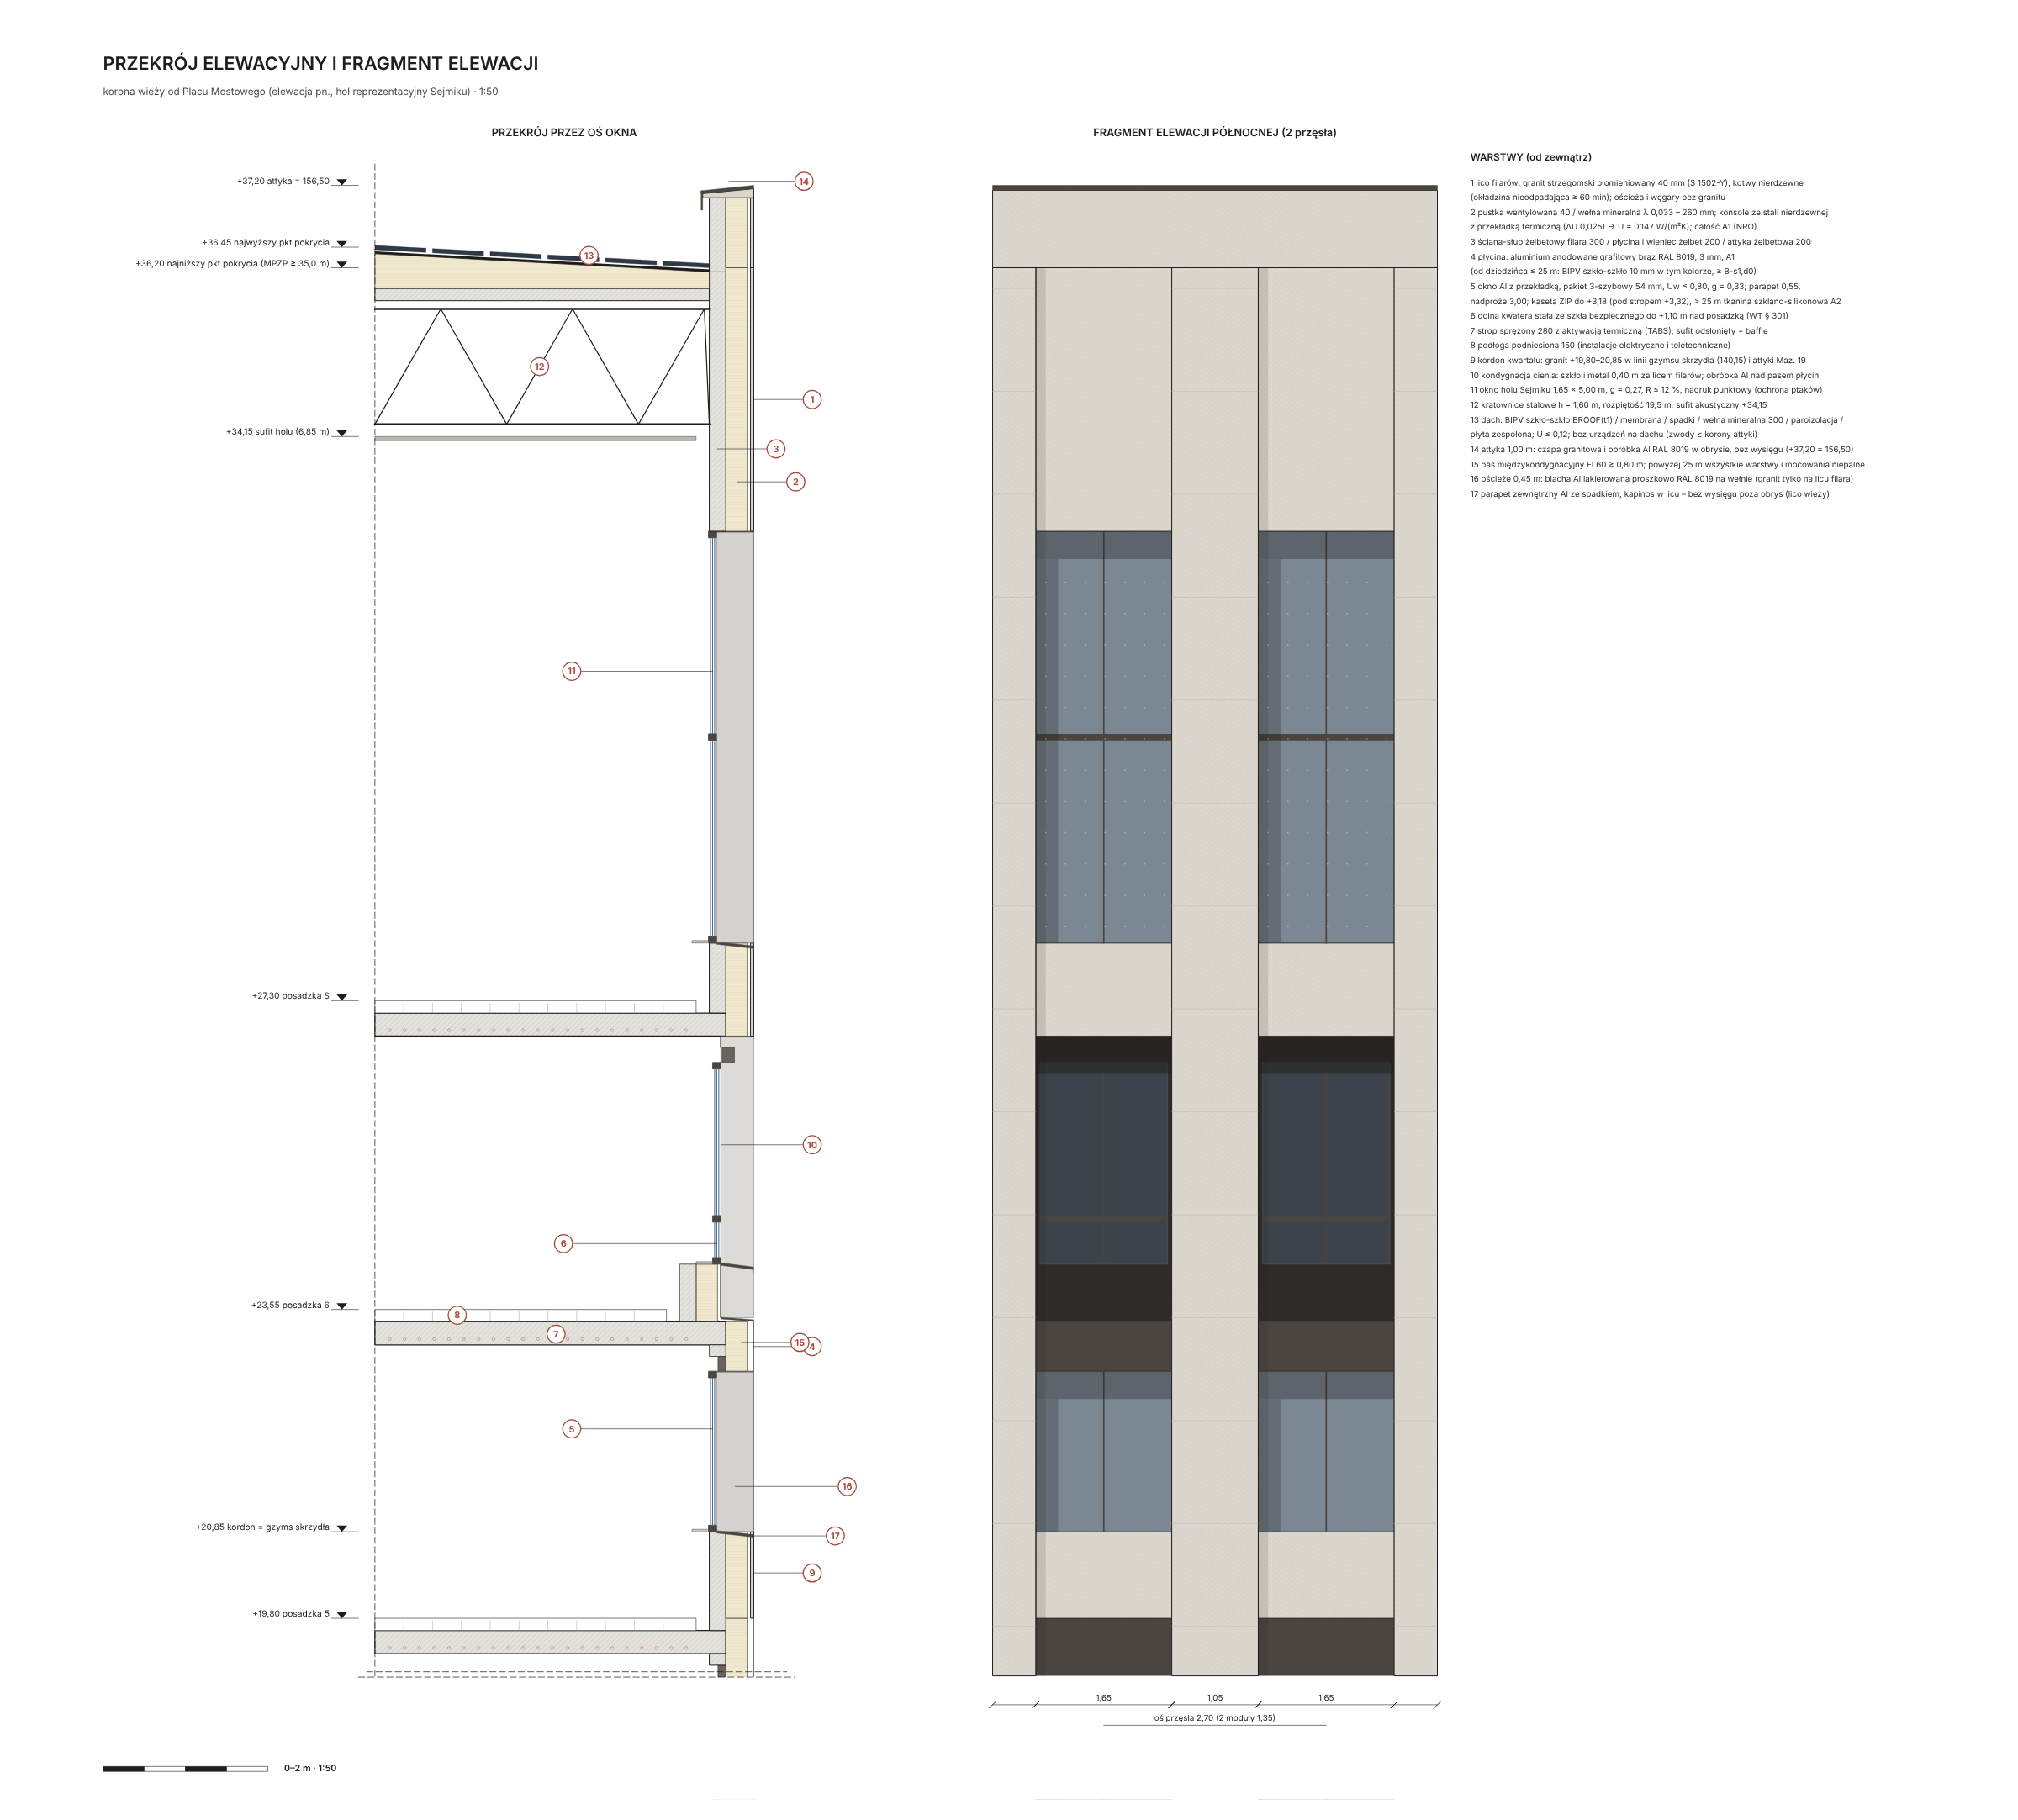 PRZEKRÓJ ELEWACYJNY I FRAGMENT ELEWACJI
korona wieży od Placu Mostowego (elewacja pn., hol reprezentacyjny Sejmiku) · 1:50
PRZEKRÓJ PRZEZ OŚ OKNA
FRAGMENT ELEWACJI PÓŁNOCNEJ (2 przęsła)
+37,20 attyka = 156,50
14
+36,45 najwyższy pkt pokrycia
13
+36,20 najniższy pkt pokrycia (MPZP ≥ 35,0 m)
12
1
+34,15 sufit holu (6,85 m)
3
2
11
+27,30 posadzka S
10
6
+23,55 posadzka 6
8
7
15
4
5
16
+20,85 kordon = gzyms skrzydła
17
9
+19,80 posadzka 5
WARSTWY (od zewnątrz)
1 lico filarów: granit strzegomski płomieniowany 40 mm (S 1502-Y), kotwy nierdzewne
(okładzina nieodpadająca ≥ 60 min); ościeża i węgary bez granitu
2 pustka wentylowana 40 / wełna mineralna λ 0,033 – 260 mm; konsole ze stali nierdzewnej
z przekładką termiczną (ΔU 0,025) → U = 0,147 W/(m²K); całość A1 (NRO)
3 ściana-słup żelbetowy filara 300 / płycina i wieniec żelbet 200 / attyka żelbetowa 200
4 płycina: aluminium anodowane grafitowy brąz RAL 8019, 3 mm, A1
(od dziedzińca ≤ 25 m: BIPV szkło-szkło 10 mm w tym kolorze, ≥ B-s1,d0)
5 okno Al z przekładką, pakiet 3-szybowy 54 mm, Uw ≤ 0,80, g = 0,33; parapet 0,55,
nadproże 3,00; kaseta ZIP do +3,18 (pod stropem +3,32), > 25 m tkanina szklano-silikonowa A2
6 dolna kwatera stała ze szkła bezpiecznego do +1,10 m nad posadzką (WT § 301)
7 strop sprężony 280 z aktywacją termiczną (TABS), sufit odsłonięty + baffle
8 podłoga podniesiona 150 (instalacje elektryczne i teletechniczne)
9 kordon kwartału: granit +19,80–20,85 w linii gzymsu skrzydła (140,15) i attyki Maz. 19
10 kondygnacja cienia: szkło i metal 0,40 m za licem filarów; obróbka Al nad pasem płycin
11 okno holu Sejmiku 1,65 × 5,00 m, g = 0,27, R ≤ 12 %, nadruk punktowy (ochrona ptaków)
12 kratownice stalowe h = 1,60 m, rozpiętość 19,5 m; sufit akustyczny +34,15
13 dach: BIPV szkło-szkło BROOF(t1) / membrana / spadki / wełna mineralna 300 / paroizolacja /
płyta zespolona; U ≤ 0,12; bez urządzeń na dachu (zwody ≤ korony attyki)
14 attyka 1,00 m: czapa granitowa i obróbka Al RAL 8019 w obrysie, bez wysięgu (+37,20 = 156,50)
15 pas międzykondygnacyjny EI 60 ≥ 0,80 m; powyżej 25 m wszystkie warstwy i mocowania niepalne
16 oścież 0,45 m: blacha Al lakierowana proszkowo RAL 8019 na wełnie (granit tylko na licu filara)
17 parapet zewnętrzny Al ze spadkiem, kapinos w licu – bez wysięgu poza obrys (lico wieży)
1,65
1,05
1,65
oś przęsła 2,70 (2 moduły 1,35)
0–2 m · 1:50